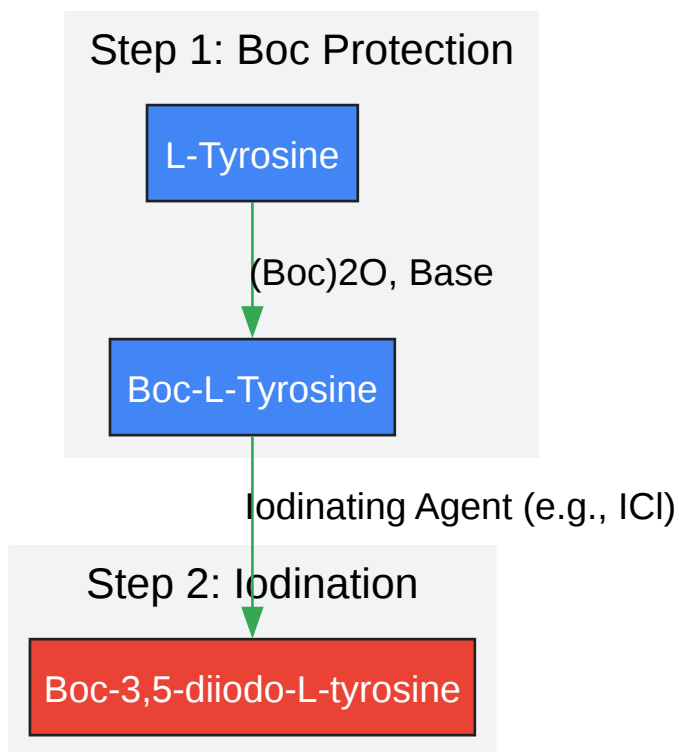 Step 1: Boc Protection
L-Tyrosine
(Boc)2O, Base
Boc-L-Tyrosine
Iodinating Agent (e.g., ICl)
Step 2: Iodination
Boc-3,5-diiodo-L-tyrosine